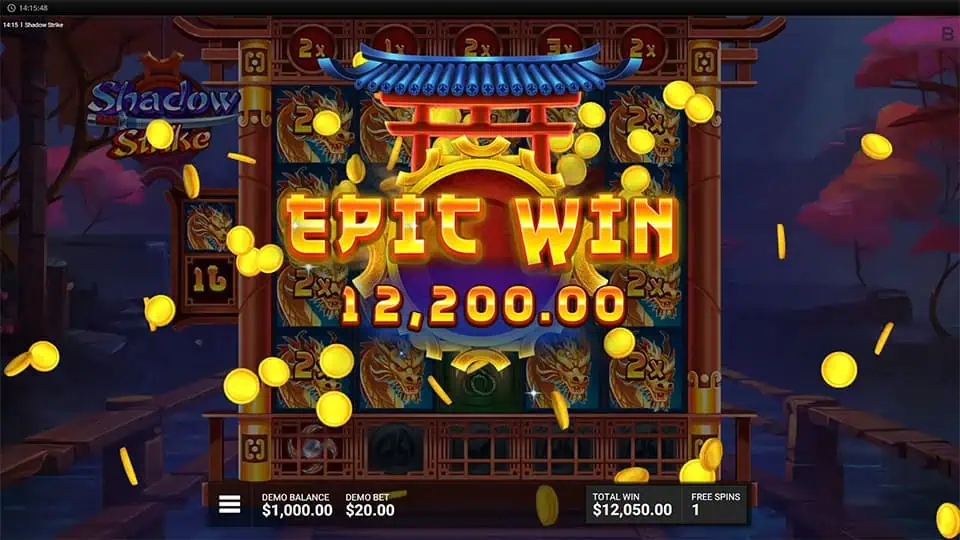 14:15:48
14:15 | Shadow Strike
B
2x 1x 2x 3x 2x
Shadow
Strike
2x
2x
EPIC WIN
16
2x
2x
12,200.00
2x
2x
DEMO BALANCE
$1,000.00
DEMO BET
$20.00
TOTAL WIN
$12,050.00
FREE SPINS
1